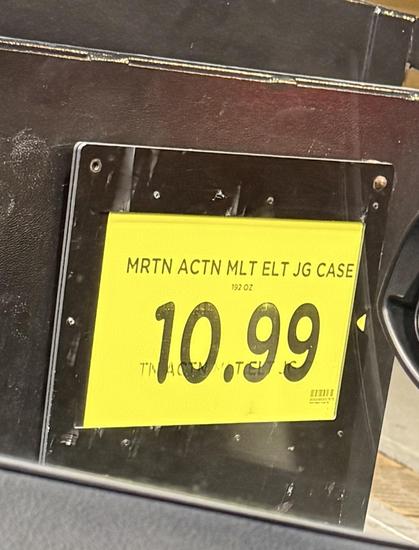 MRTN ACTN MLT ELT JG CASE
192 OZ
10.99